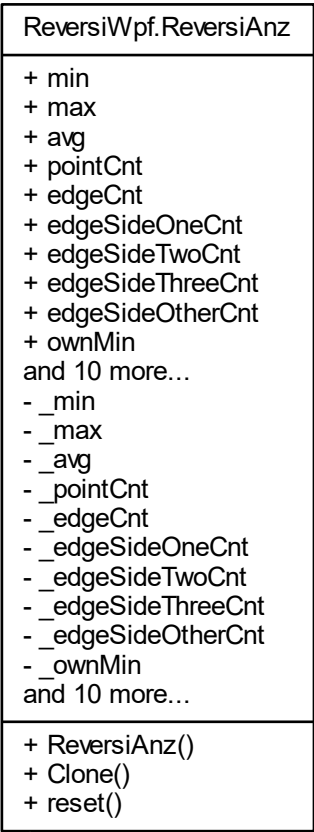 ReversiWpf.ReversiAnz
+ min
+ max
+ avg
+ pointCnt
+ edgeCnt
+ edgeSideOneCnt
+ edgeSideTwoCnt
+ edgeSideThreeCnt
+ edgeSideOtherCnt
+ ownMin
and 10 more...
- _min
- _max
- _avg
- _pointCnt
- _edgeCnt
- _edgeSideOneCnt
- _edgeSideTwoCnt
- _edgeSideThreeCnt
- _edgeSideOtherCnt
- _ownMin
and 10 more...
+ ReversiAnz()
+ Clone()
+ reset()